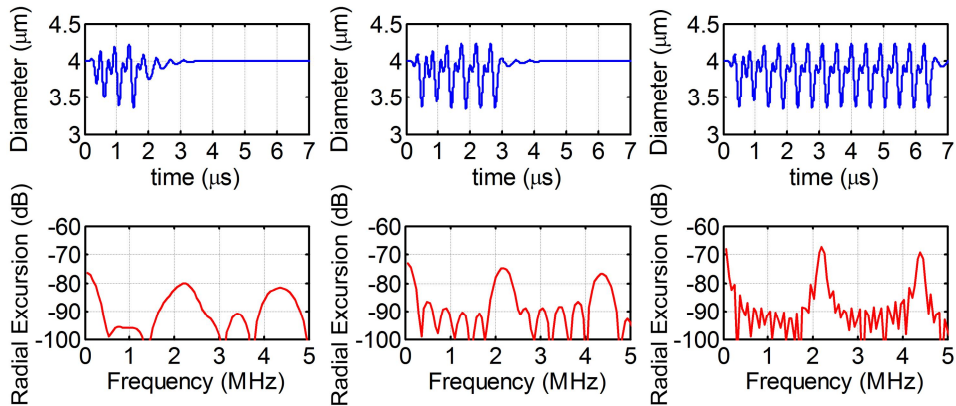 4.5 4.5 4.5
4 4 4
3.5 3.5 3.5
3 3 3
Diameter (μm) Diameter (μm) Diameter (μm)
0 1 2 3 4 5 6 7 0 1 2 3 4 5 6 7 0 1 2 3 4 5 6 7
time (μs) time (μs) time (μs)
-60 -60 -60
-70 -70 -70
-80 -80 -80
-90 -90 -90
-100 -100 -100
Radial Excursion (dB) Radial Excursion (dB) Radial Excursion (dB)
0 1 2 3 4 5 0 1 2 3 4 5 0 1 2 3 4 5
Frequency (MHz) Frequency (MHz) Frequency (MHz)